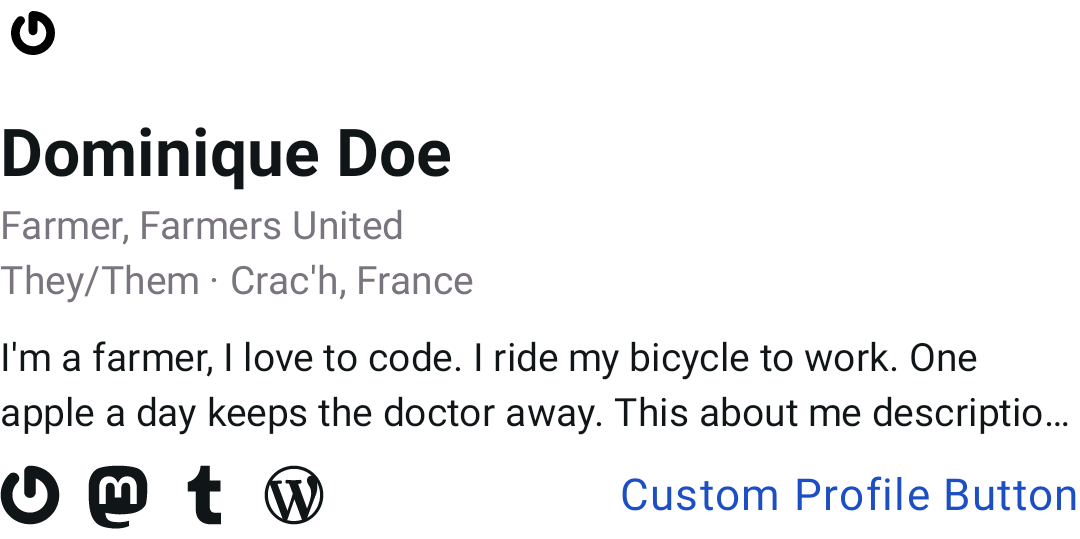 Dominique Doe
Farmer, Farmers United
They/Them · Crac'h, France
I'm a farmer, I love to code. I ride my bicycle to work. One
apple a day keeps the doctor away. This about me descriptio…
Custom Profile Button